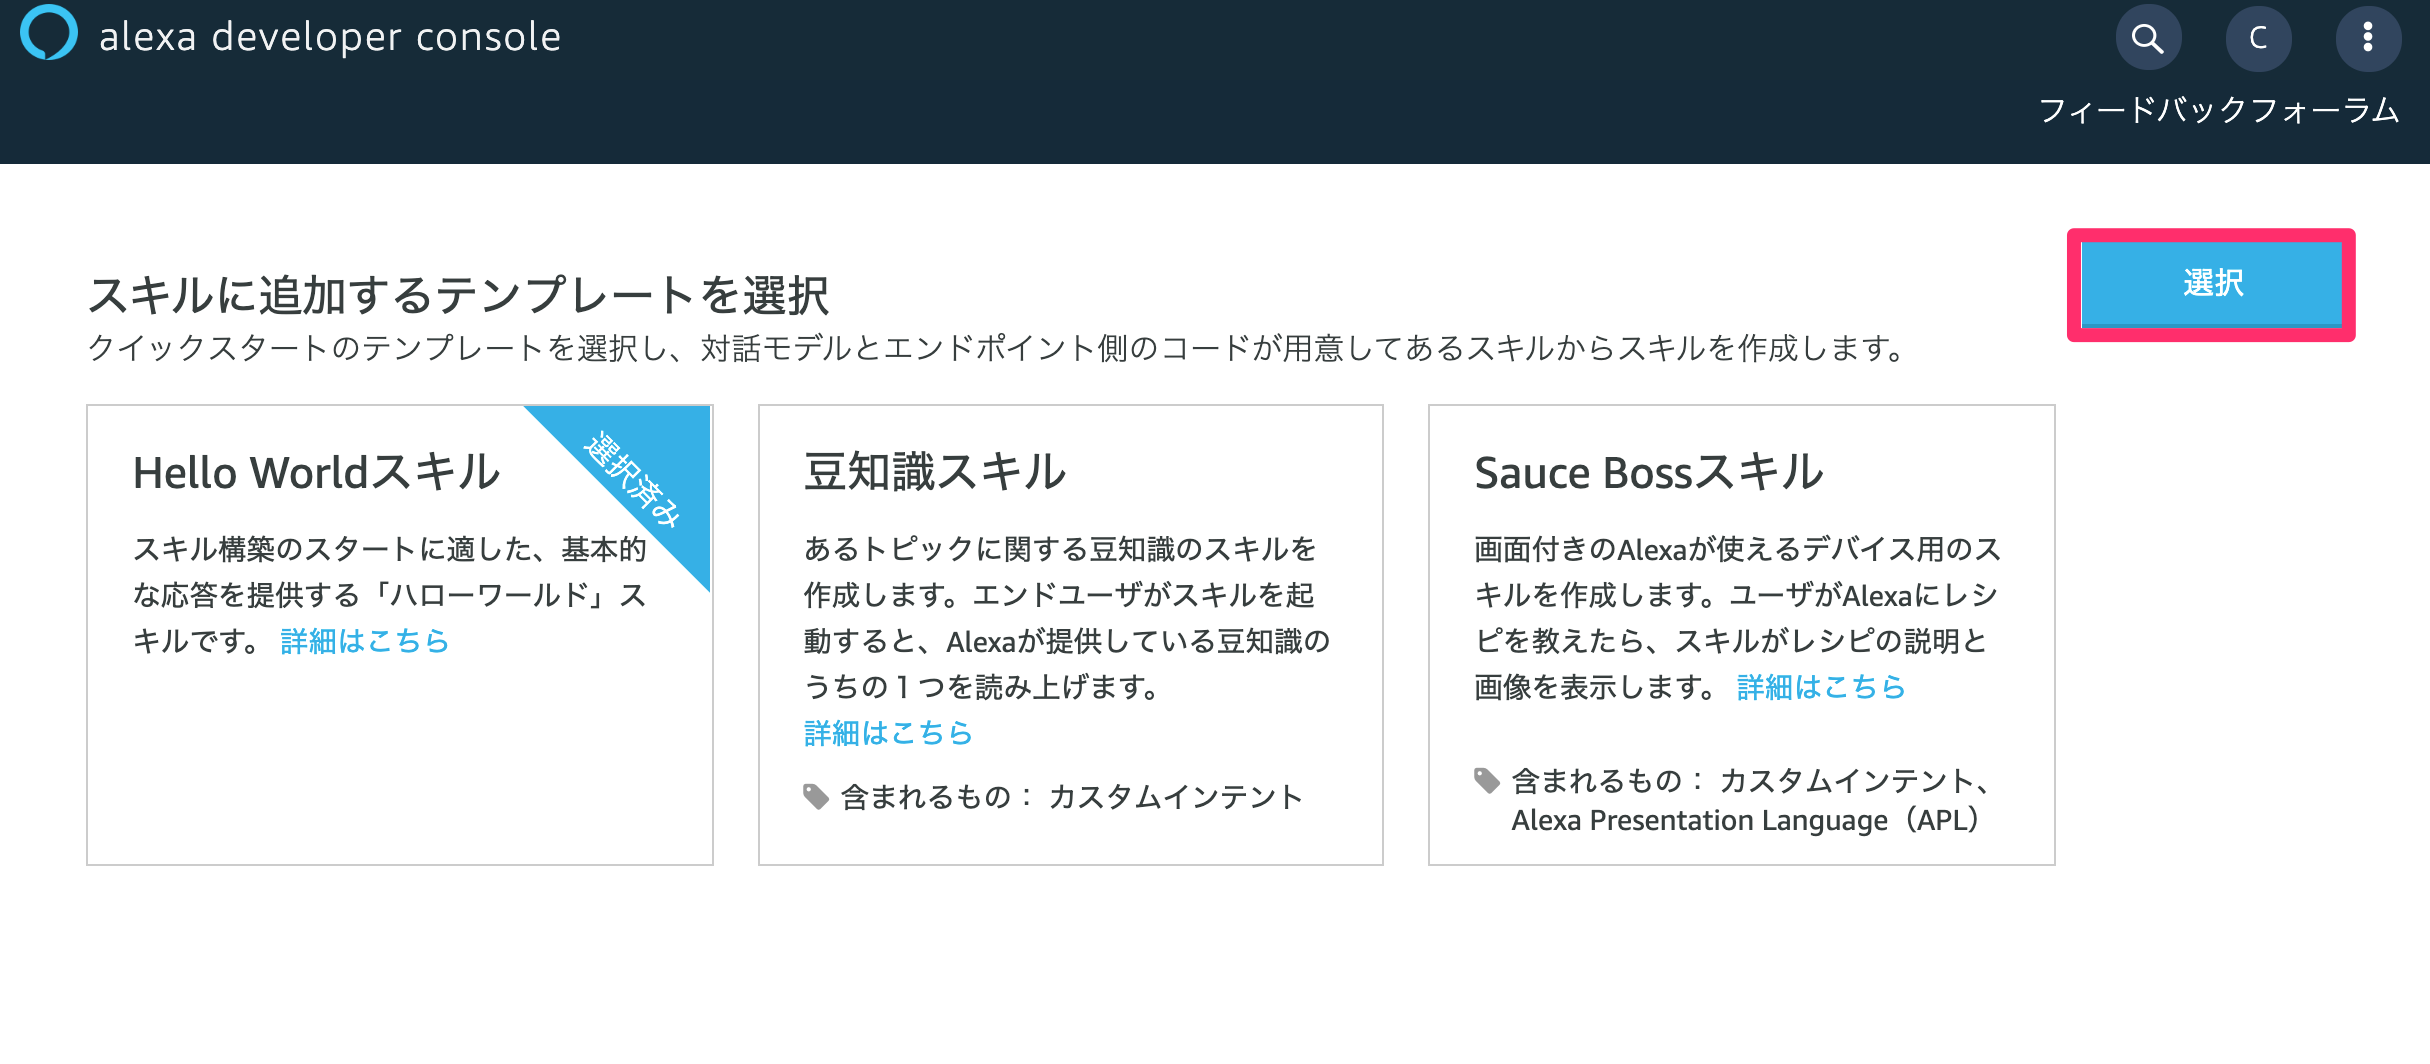 alexa developer console
C
フィードバックフォーラム
スキルに追加するテンプレートを選択
選択
クイックスタートのテンプレートを選択し、対話モデルとエンドポイント側のコードが用意してあるスキルからスキルを作成します。
Hello Worldスキル
選択済み
スキル構築のスタートに適した、基本的
な応答を提供する「ハローワールド」ス
キルです。 詳細はこちら
豆知識スキル
あるトピックに関する豆知識のスキルを
作成します。エンドユーザがスキルを起
動すると、Alexaが提供している豆知識の
うちの１つを読み上げます。
詳細はこちら
含まれるもの： カスタムインテント
Sauce Bossスキル
画面付きのAlexaが使えるデバイス用のス
キルを作成します。ユーザがAlexaにレシ
ピを教えたら、スキルがレシピの説明と
画像を表示します。 詳細はこちら
含まれるもの： カスタムインテント、
Alexa Presentation Language（APL）